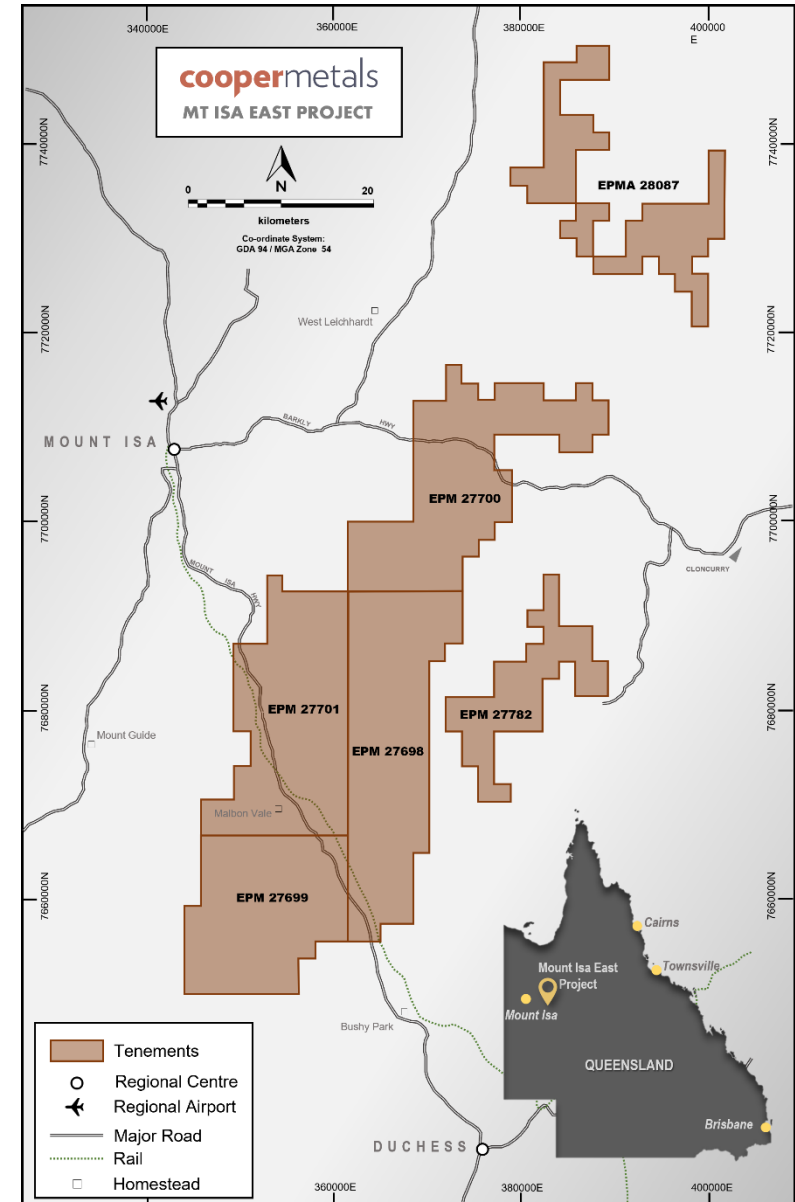 340000E
360000E
380000E
400000
E
coopermetals
MT ISA EAST PROJECT
N
0
20
kilometers
Co-ordinate System:
GDA 94 / MGA Zone 54
7740000N
7740000N
EPMA 28087
West Leichhardt
7720000N
7720000N
BARKLY
HWY
MOUNT ISA
EPM 27700
7700000N
7700000N
CLONCURRY
MOUNT
ISA
HWY
EPM 27701
EPM 27782
7680000N
7680000N
Mount Guide
EPM 27698
Malbon Vale
EPM 27699
7660000N
7660000N
Cairns
Townsville
Mount Isa East
Project
Mount Isa
Bushy Park
QUEENSLAND
Brisbane
DUCHESS
Tenements
Regional Centre
Regional Airport
Major Road
Rail
Homestead
360000E
380000E
400000E